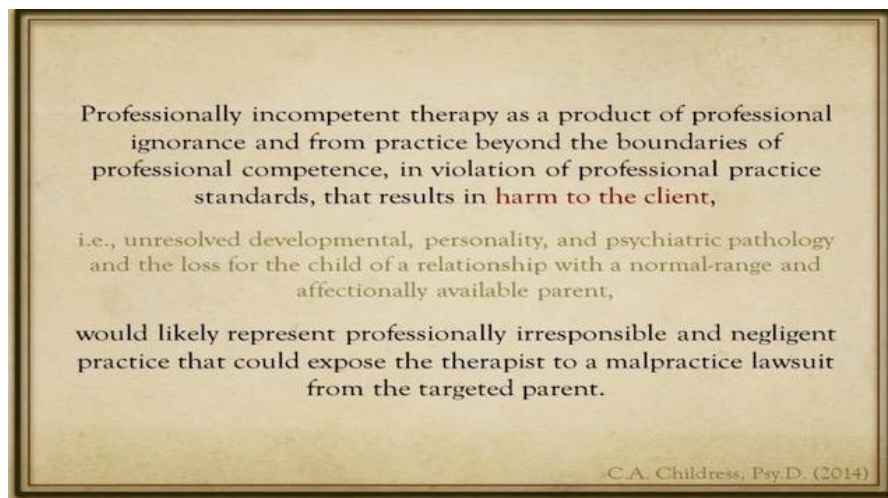 Professionally incompetent therapy as a product of professional
ignorance and from practice beyond the boundaries of
professional competence, in violation of professional practice
standards, that results in harm to the client,
i.e., unresolved developmental, personality, and psychiatric pathology
and the loss for the child of a relationship with a normal-range and
affectionally available parent,
would likely represent professionally irresponsible and negligent
practice that could expose the therapist to a malpractice lawsuit
from the targeted parent.
C.A. Childress, Psy.D. (2014)